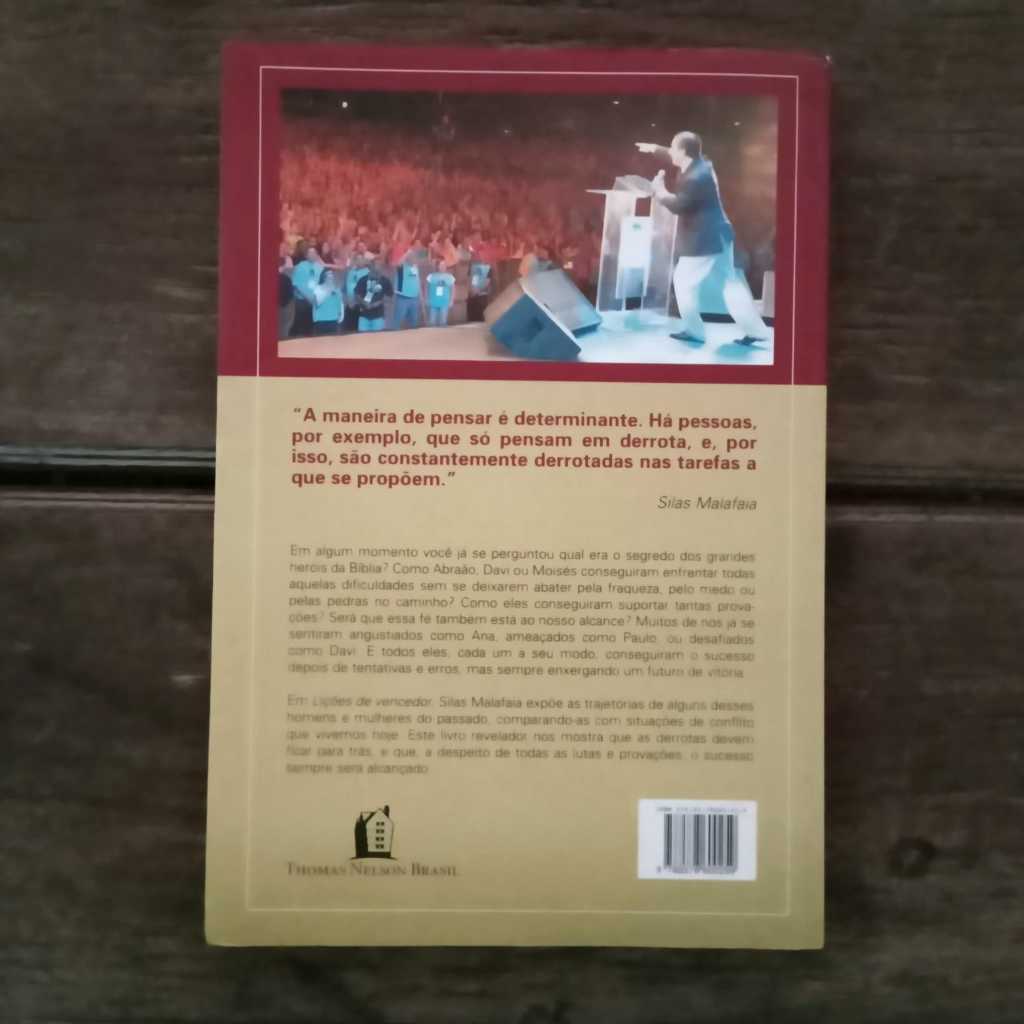 “A maneira de pensar é determinante. Há pessoas,
por exemplo, que só pensam em derrota, e, por
isso, são constantemente derrotadas nas tarefas a
que se propõem.”
Silas Malafaia
Em algum momento você já se perguntou qual era o segredo dos grandes
heróis da Bíblia? Como Abraão, Davi ou Moisés conseguiram enfrentar todas
aquelas dificuldades sem se deixarem abater pela fraqueza, pelo medo ou
pelas pedras no caminho? Como eles conseguiram suportar tantas prova-
ções? Será que essa fé também está ao nosso alcance? Muitos de nós já se
sentiram angustiados como Ana, ameaçados como Paulo, ou desafiados
como Davi. E todos eles, cada um a seu modo, conseguiram o sucesso
depois de tentativas e erros, mas sempre enxergando um futuro de vitória.
Em Lições de vencedor, Silas Malafaia expõe as trajetórias de alguns desses
homens e mulheres do passado, comparando-as com situações de conflito
que vivemos hoje. Este livro revelador nos mostra que as derrotas devem
ficar para trás, e que, a despeito de todas as lutas e provações, o sucesso
sempre será alcançado.
THOMAS NELSON BRASIL